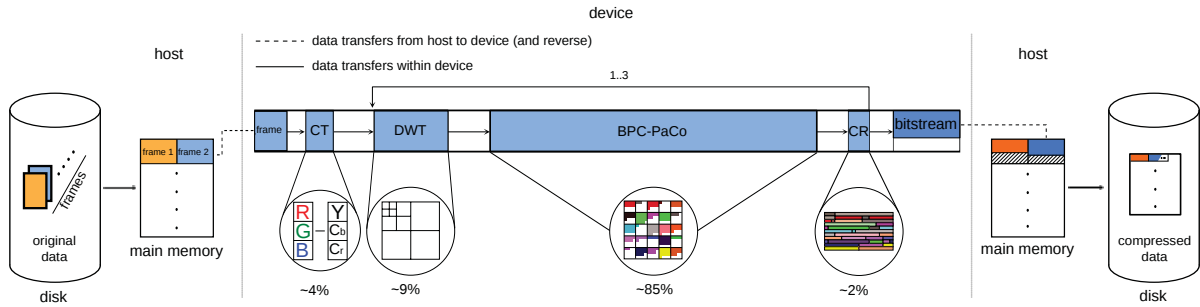 device
host
data transfers from host to device (and reverse)
data transfers within device
host
1..3
frame
CT
DWT
BPC-PaCo
CR
bitstream
frame 1
frame 2
frames
original
data
main memory
disk
R
G
B
Y
Cb
Cr
~4%
~9%
~85%
~2%
main memory
compressed
data
disk